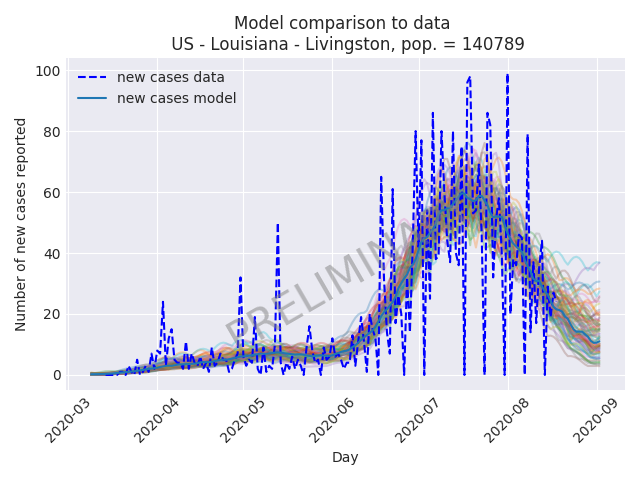 Model comparison to data
US - Louisiana - Livingston, pop. = 140789
100
80
60
40
20
0
Number of new cases reported
new cases data
new cases model
2020-03
2020-04
2020-05
2020-06
2020-07
2020-08
2020-09
Day